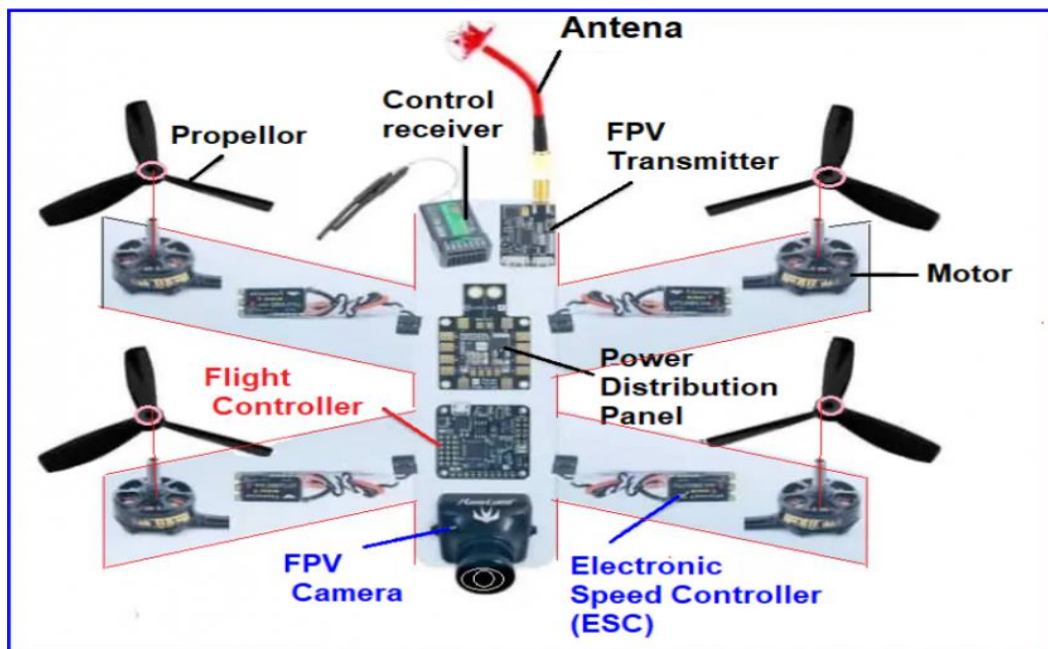 Antena
Control
receiver
FPV
Transmitter
Propellor
Motor
Power
Distribution
Panel
Flight
Controller
FPV
Camera
Electronic
Speed Controller
(ESC)